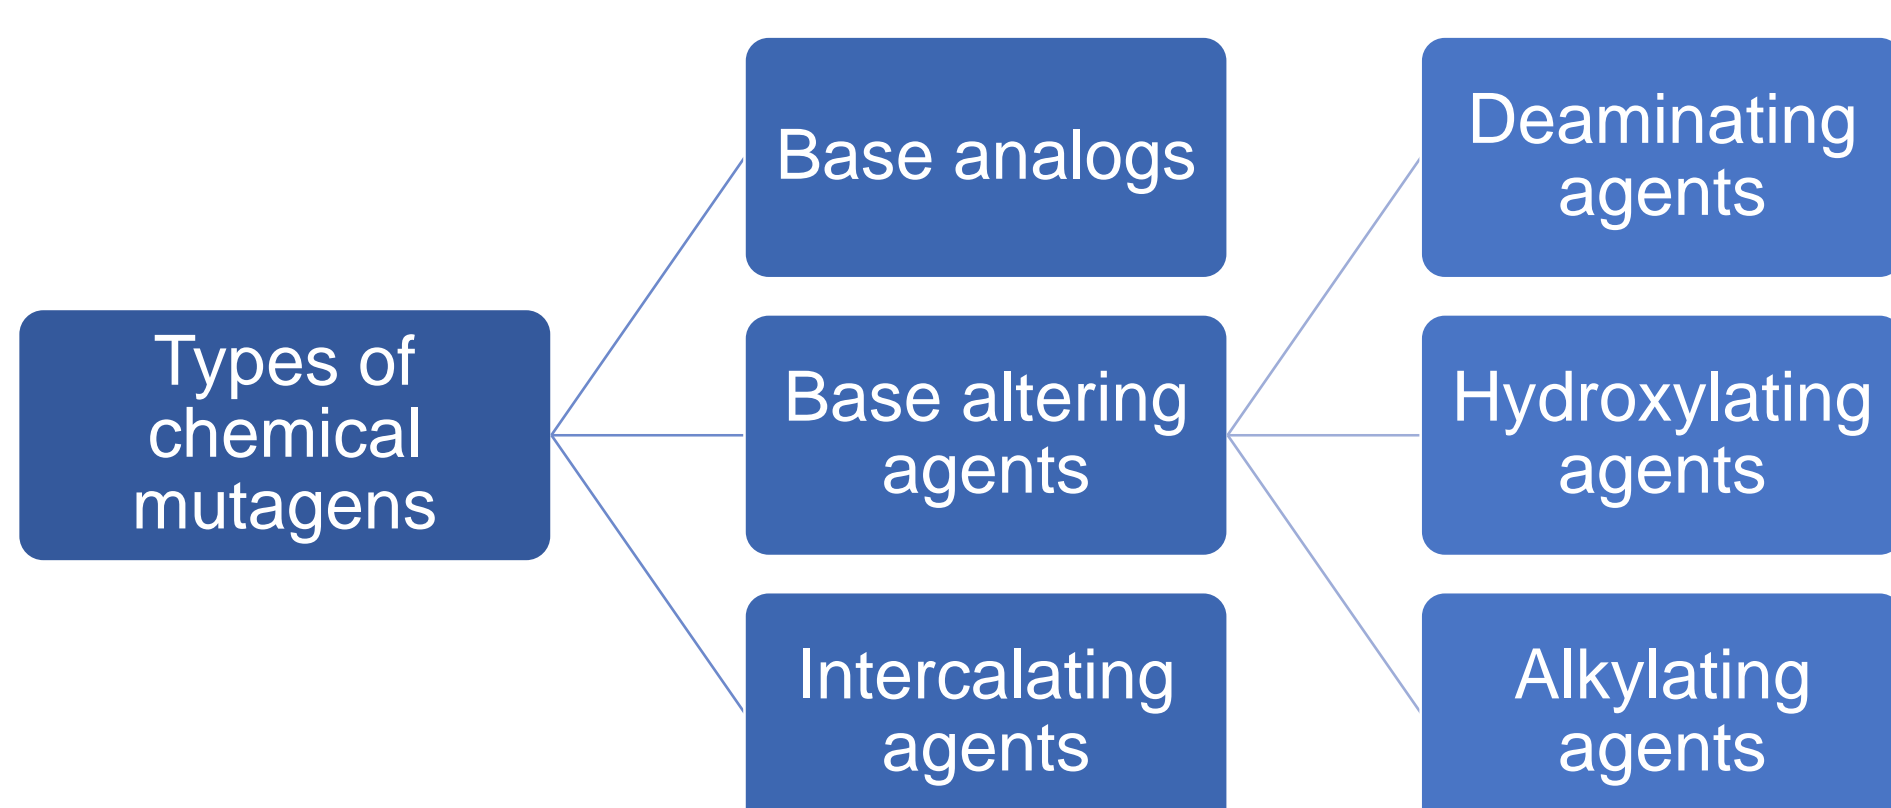 Types of
chemical
mutagens
Base analogs
Base altering
agents
Intercalating
agents
Deaminating
agents
Hydroxylating
agents
Alkylating
agents